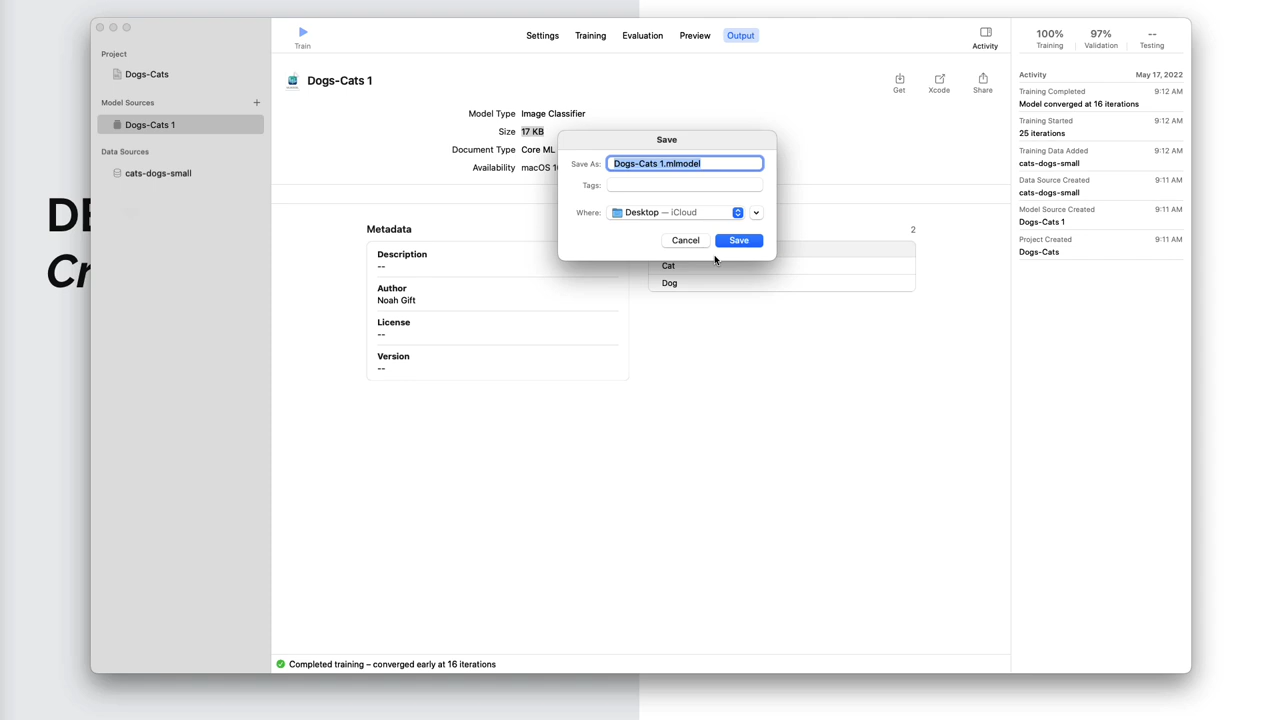 DE
Cr
Project
Dogs-Cats
Model Sources
+
Dogs-Cats 1
Data Sources
cats-dogs-small
Train
Settings
Training
Evaluation
Preview
Output
Activity
Dogs-Cats 1
Get
Xcode
Share
Model Type Image Classifier
Size 17 KB
Document Type Core ML
Availability macOS 1
Save
Save As: Dogs-Cats 1.mlmodel
Tags:
Where: Desktop — iCloud
Cancel
Save
Metadata
Description
--
Author
Noah Gift
License
--
Version
--
2
Cat
Dog
100%
Training
97%
Validation
--
Testing
Activity May 17, 2022
Training Completed 9:12 AM
Model converged at 16 iterations
Training Started 9:12 AM
25 iterations
Training Data Added 9:12 AM
cats-dogs-small
Data Source Created 9:11 AM
cats-dogs-small
Model Source Created 9:11 AM
Dogs-Cats 1
Project Created 9:11 AM
Dogs-Cats
Completed training – converged early at 16 iterations